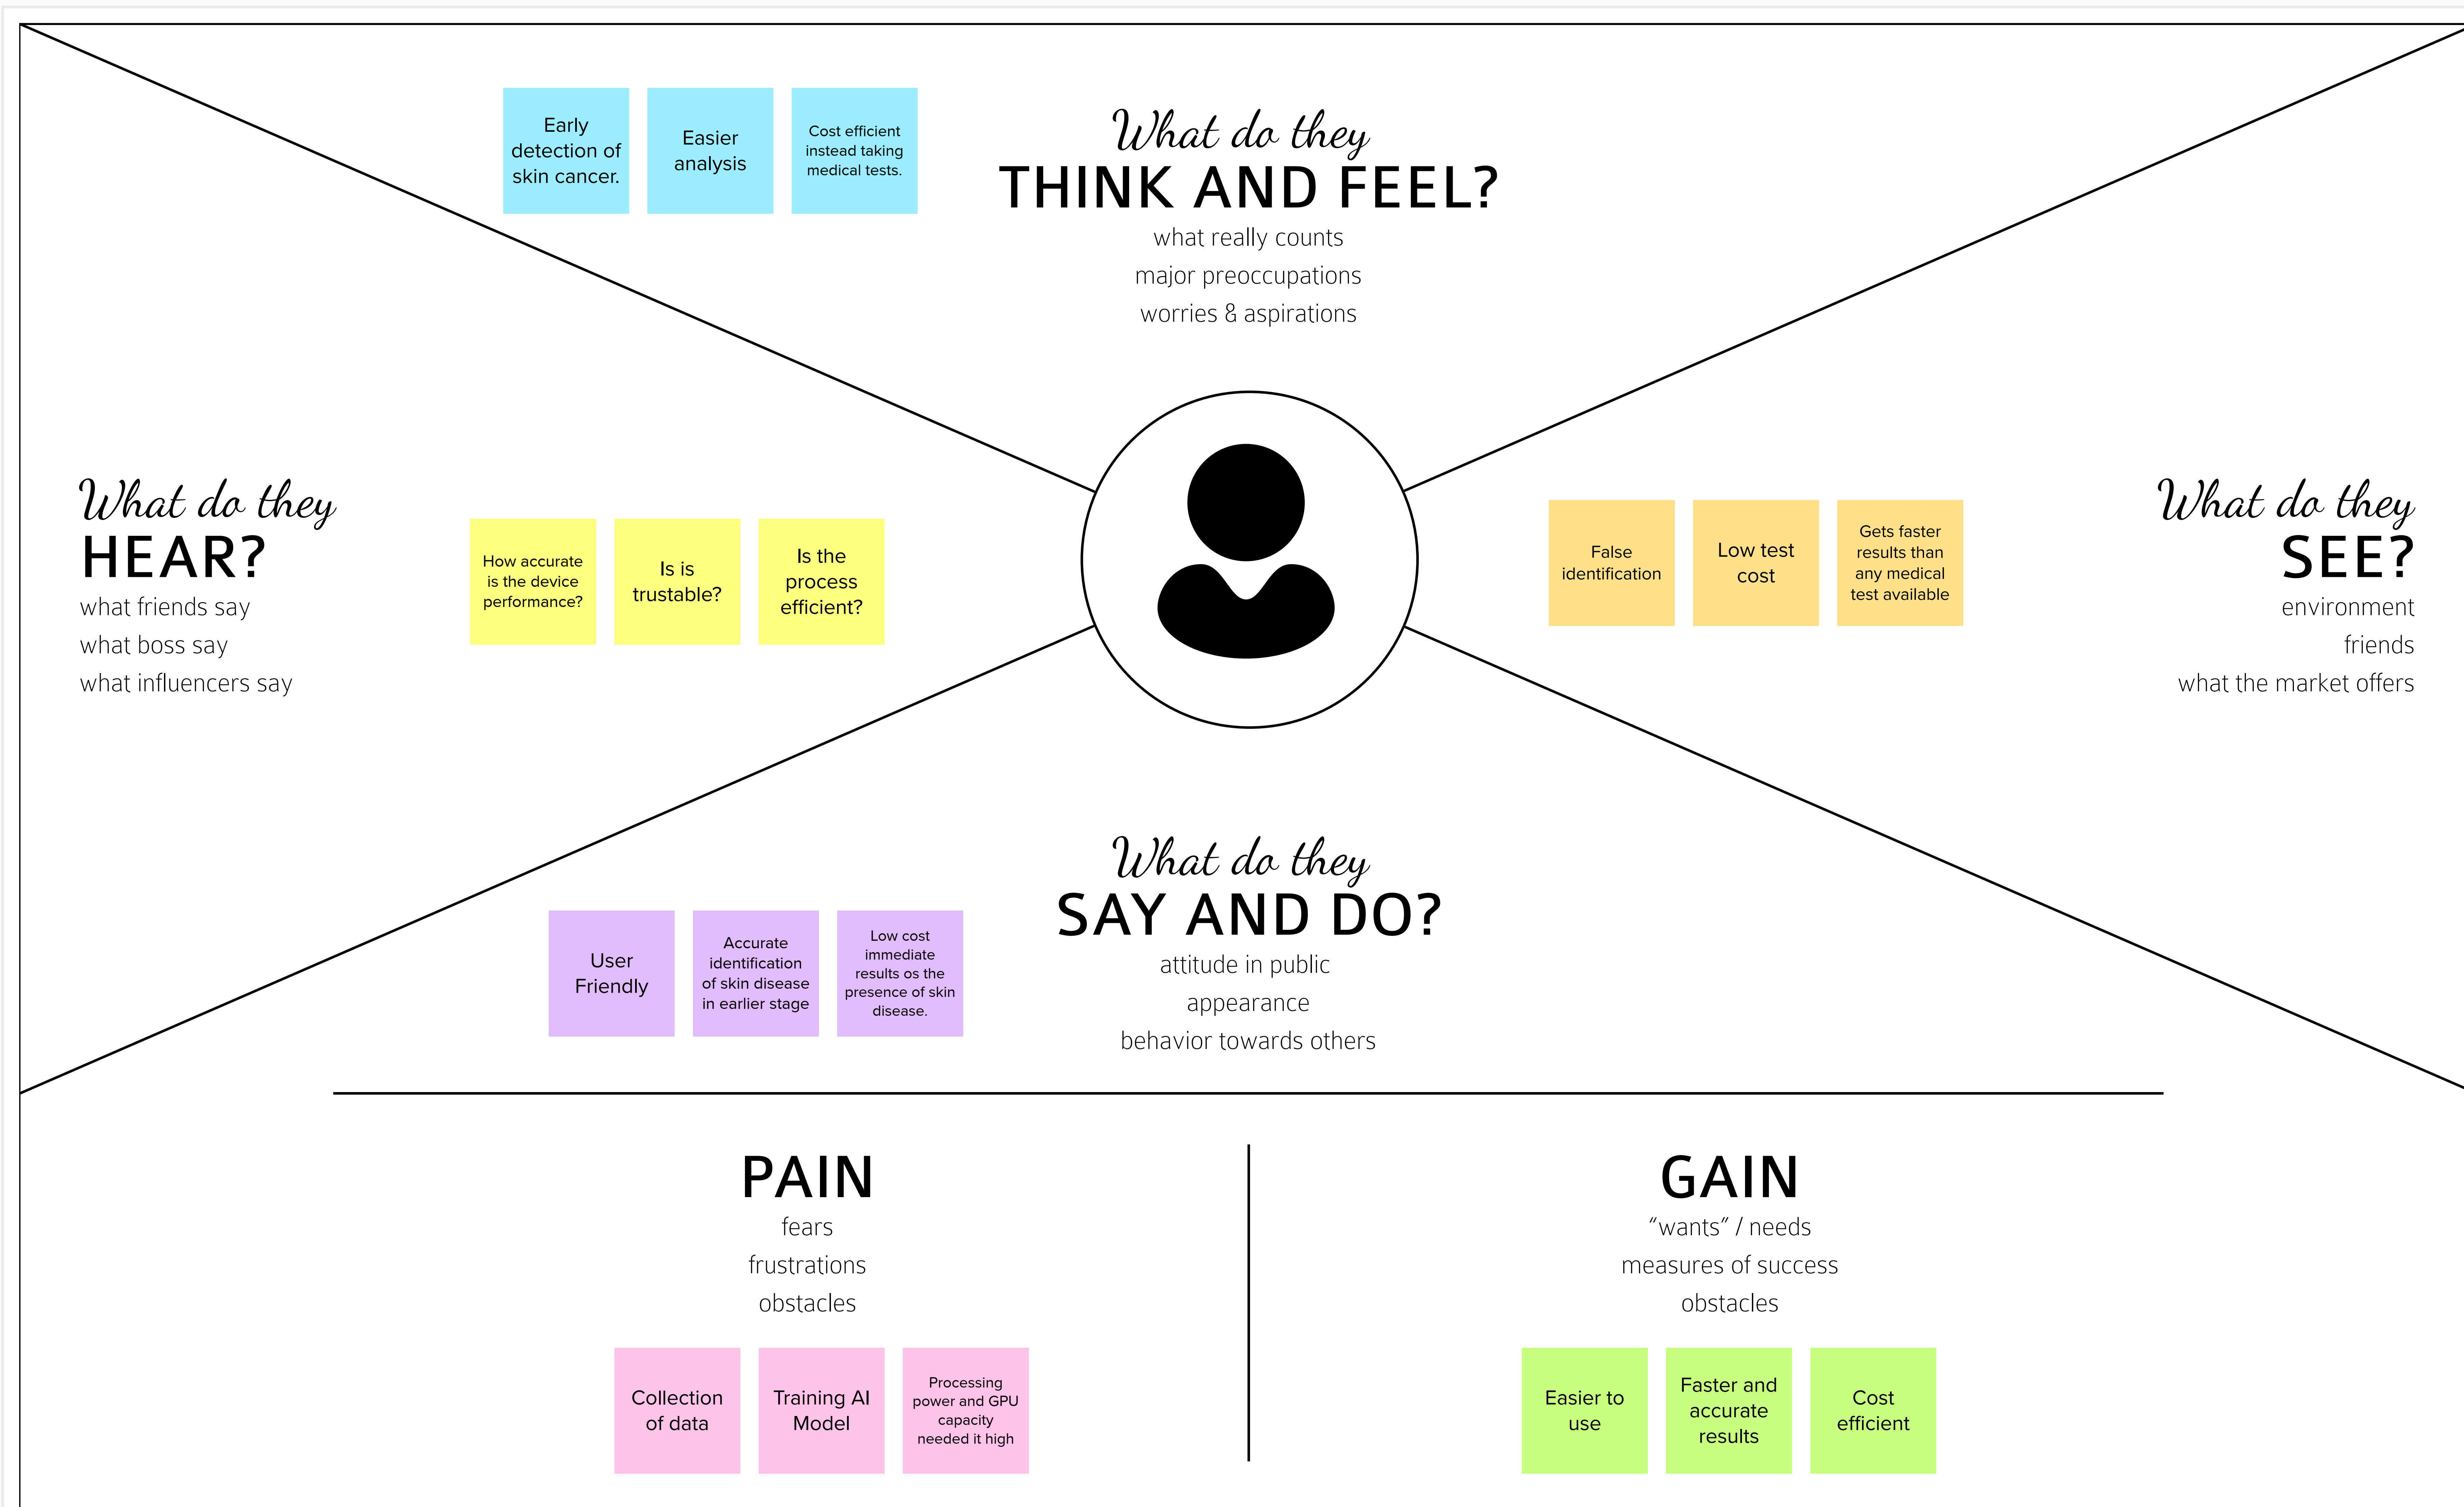 Early
detection of
skin cancer.
Easier
analysis
Cost efficient
instead taking
medical tests.
What do they
THINK AND FEEL?
what really counts
major preoccupations
worries & aspirations
What do they
HEAR?
what friends say
what boss say
what influencers say
How accurate
is the device
performance?
Is is
trustable?
Is the
process
efficient?
False
identification
Low test
cost
Gets faster
results than
any medical
test available
What do they
SEE?
environment
friends
what the market offers
What do they
SAY AND DO?
attitude in public
appearance
behavior towards others
User
Friendly
Accurate
identification
of skin disease
in earlier stage
Low cost
immediate
results os the
presence of skin
disease.
PAIN
fears
frustrations
obstacles
Collection
of data
Training AI
Model
Processing
power and GPU
capacity
needed it high
GAIN
“wants” / needs
measures of success
obstacles
Easier to
use
Faster and
accurate
results
Cost
efficient